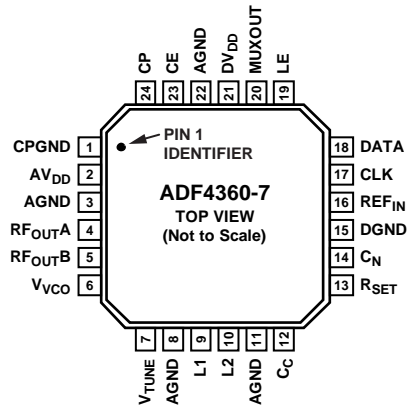 CP
CE
AGND
DVDD
MUXOUT
LE
24
23
22
21
20
19
PIN 1
IDENTIFIER
ADF4360-7
TOP VIEW
(Not to Scale)
CPGND 1
AVDD 2
AGND 3
RFOUTA 4
RFOUTB 5
VVCO 6
18 DATA
17 CLK
16 REFIN
15 DGND
14 CN
13 RSET
7
8
9
10
11
12
VTUNE
AGND
L1
L2
AGND
CC